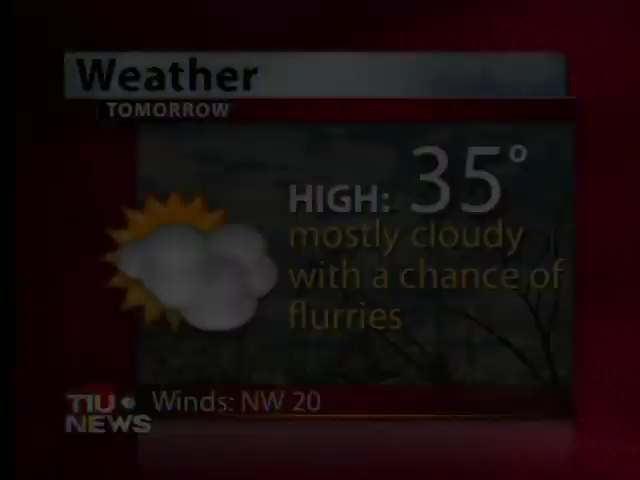 Weather
TOMORROW
HIGH: 35°
mostly cloudy
with a chance of
flurries
Winds: NW 20
TIU
NEWS